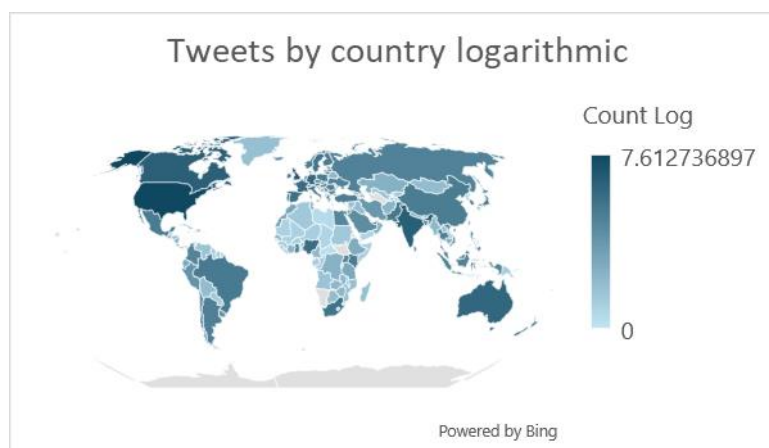 Tweets by country logarithmic
Count Log
7.612736897
0
Powered by Bing